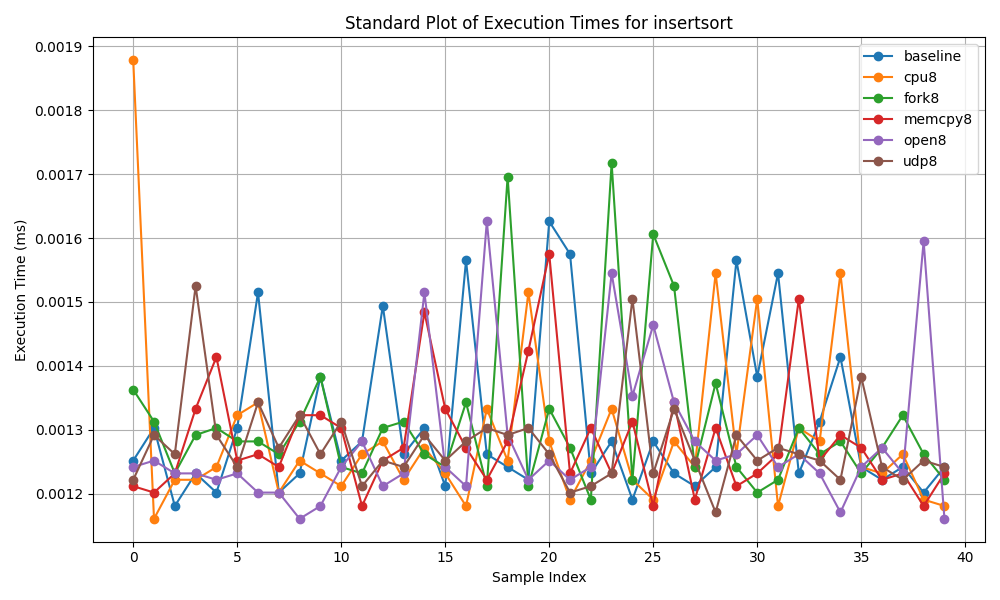 Standard Plot of Execution Times for insertsort
Execution Time (ms)
0.0019
0.0018
0.0017
0.0016
0.0015
0.0014
0.0013
0.0012
baseline
cpu8
fork8
memcpy8
open8
udp8
0 5 10 15 20 25 30 35 40
Sample Index